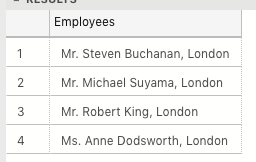 RESULTS
Employees
1 Mr. Steven Buchanan, London
2 Mr. Michael Suyama, London
3 Mr. Robert King, London
4 Ms. Anne Dodsworth, London